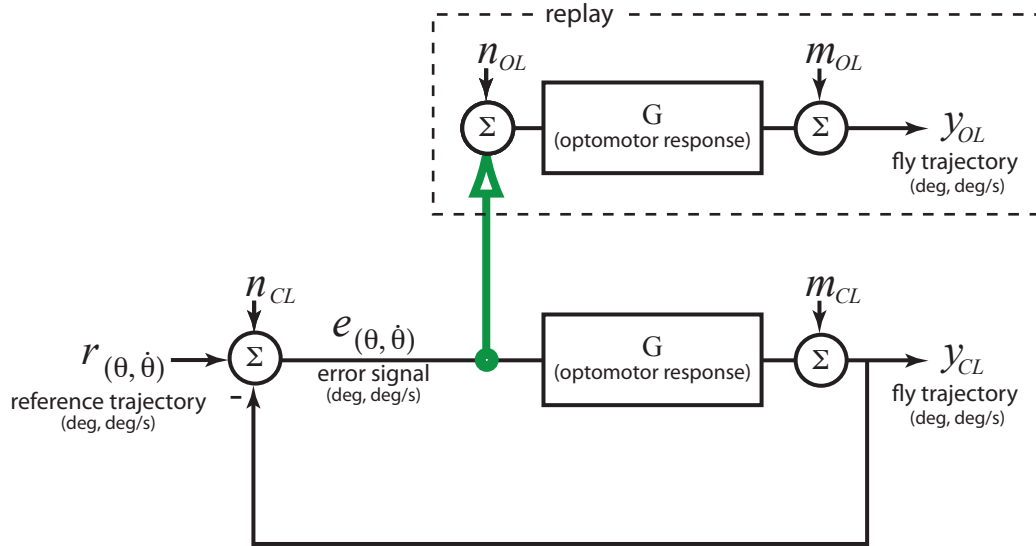 replay
n_OL
m_OL
Σ
G
(optomotor response)
Σ
y_OL
fly trajectory
(deg, deg/s)
n_CL
m_CL
r_(θ, θ̇)
reference trajectory
(deg, deg/s)
Σ
-
e_(θ, θ̇)
error signal
(deg, deg/s)
G
(optomotor response)
Σ
y_CL
fly trajectory
(deg, deg/s)